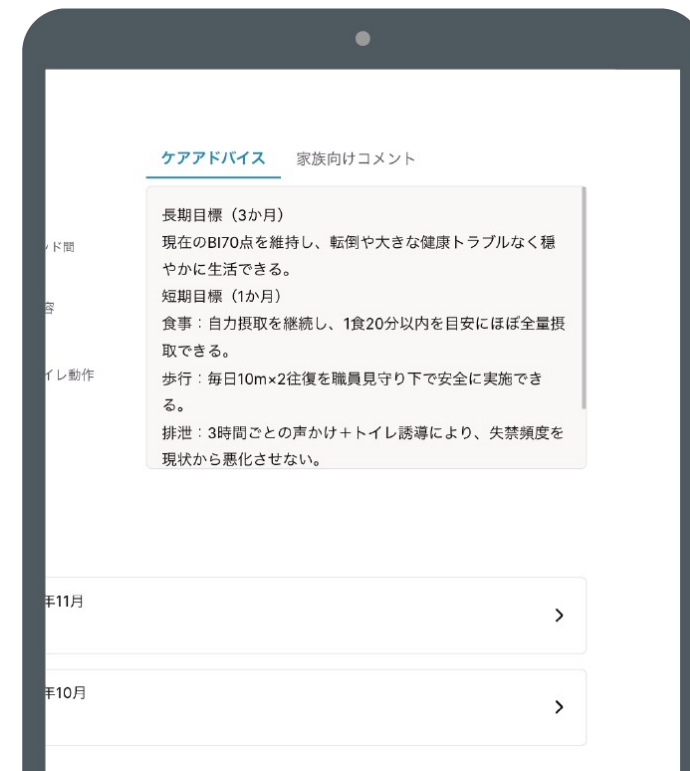 ケアアドバイス
家族向けコメント
長期目標（3か月）
現在のBI70点を維持し、転倒や大きな健康トラブルなく穏
やかに生活できる。
短期目標（1か月）
食事：自力摂取を継続し、1食20分以内を目安にほぼ全量摂
取できる。
歩行：毎日10m×2往復を職員見守り下で安全に実施でき
る。
排泄：3時間ごとの声かけ＋トイレ誘導により、失禁頻度を
現状から悪化させない。
ド間
容
イレ動作
年11月
年10月